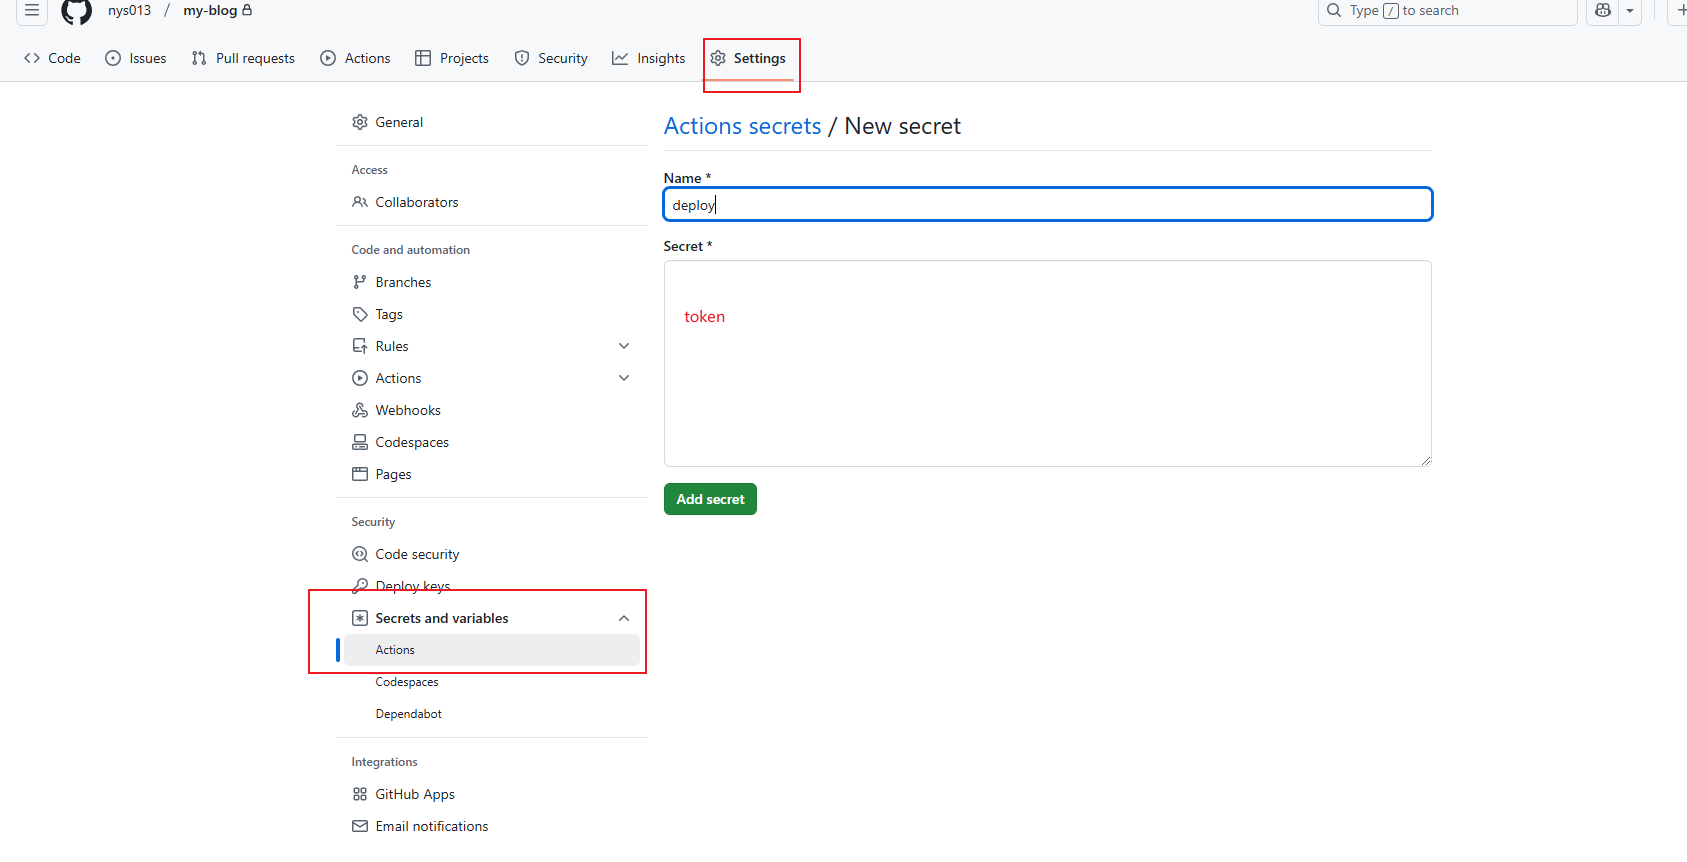 nys013 / my-blog
Type / to search
Code Issues Pull requests Actions Projects Security Insights Settings
General
Access
Collaborators
Code and automation
Branches
Tags
Rules
Actions
Webhooks
Codespaces
Pages
Security
Code security
Deploy keys
Secrets and variables
Actions
Codespaces
Dependabot
Integrations
GitHub Apps
Email notifications
Actions secrets / New secret
Name *
deploy
Secret *
token
Add secret